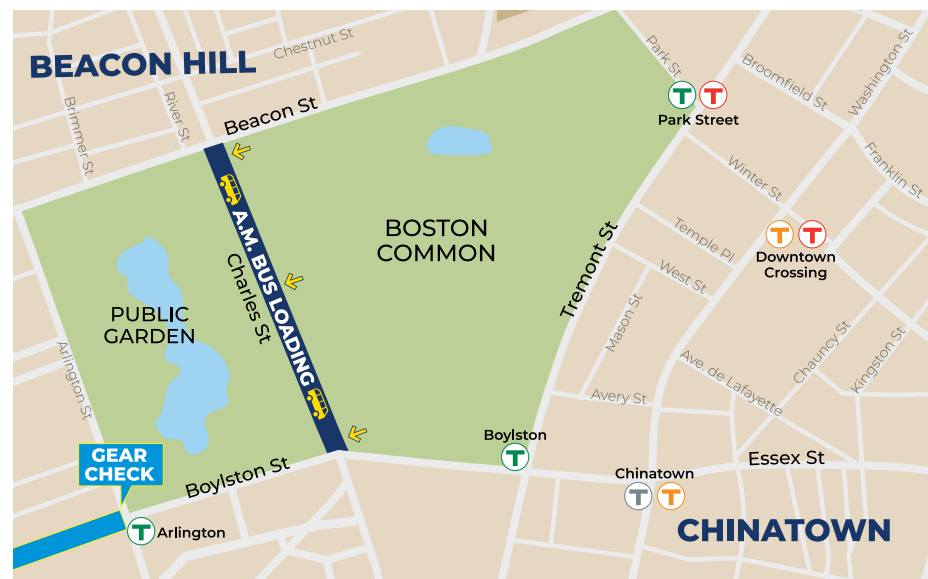 BEACON HILL
Chestnut St
Brimmer St
River St
Beacon St
Park St
T T
Park Street
Broomfield St
Washington St
Franklin St
Winter St
BOSTON
COMMON
Temple Pl
T T
Downtown
Crossing
West St
A.M. BUS LOADING
Charles St
PUBLIC
GARDEN
Tremont St
Mason St
Arlington St
Ave. de Lafayette
Chauncy St
Kingston St
Avery St
Boylston
T
GEAR
CHECK
Boylston St
Essex St
Chinatown
T T
T
Arlington
CHINATOWN